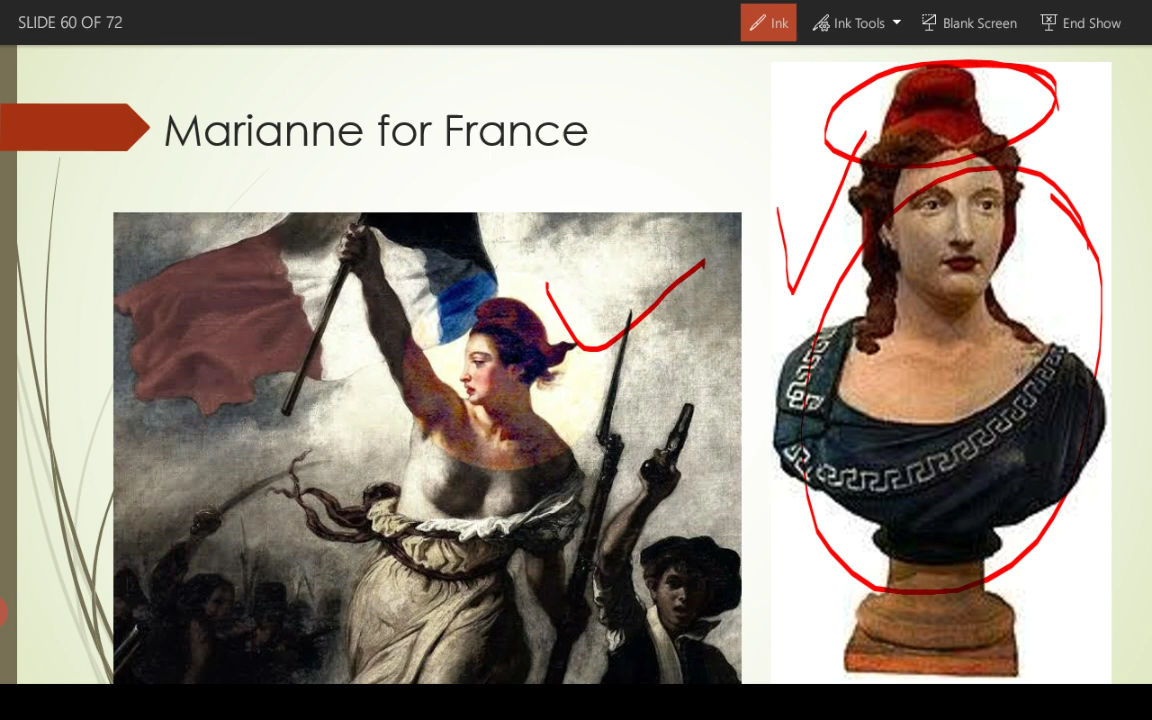 SLIDE 60 OF 72
Ink
Ink Tools
Blank Screen
End Show
Marianne for France